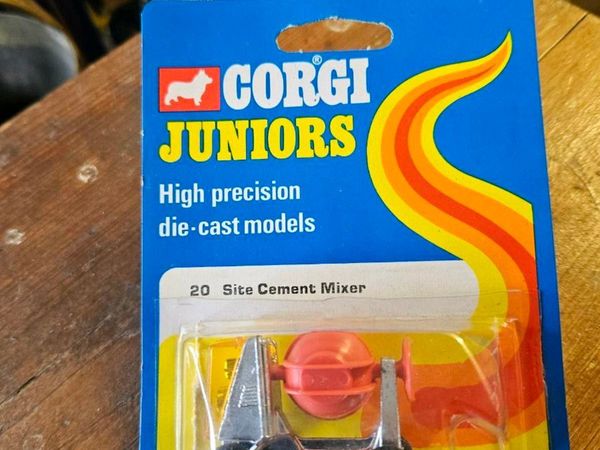 CORGI®
JUNIORS
High precision
die-cast models
20 Site Cement Mixer